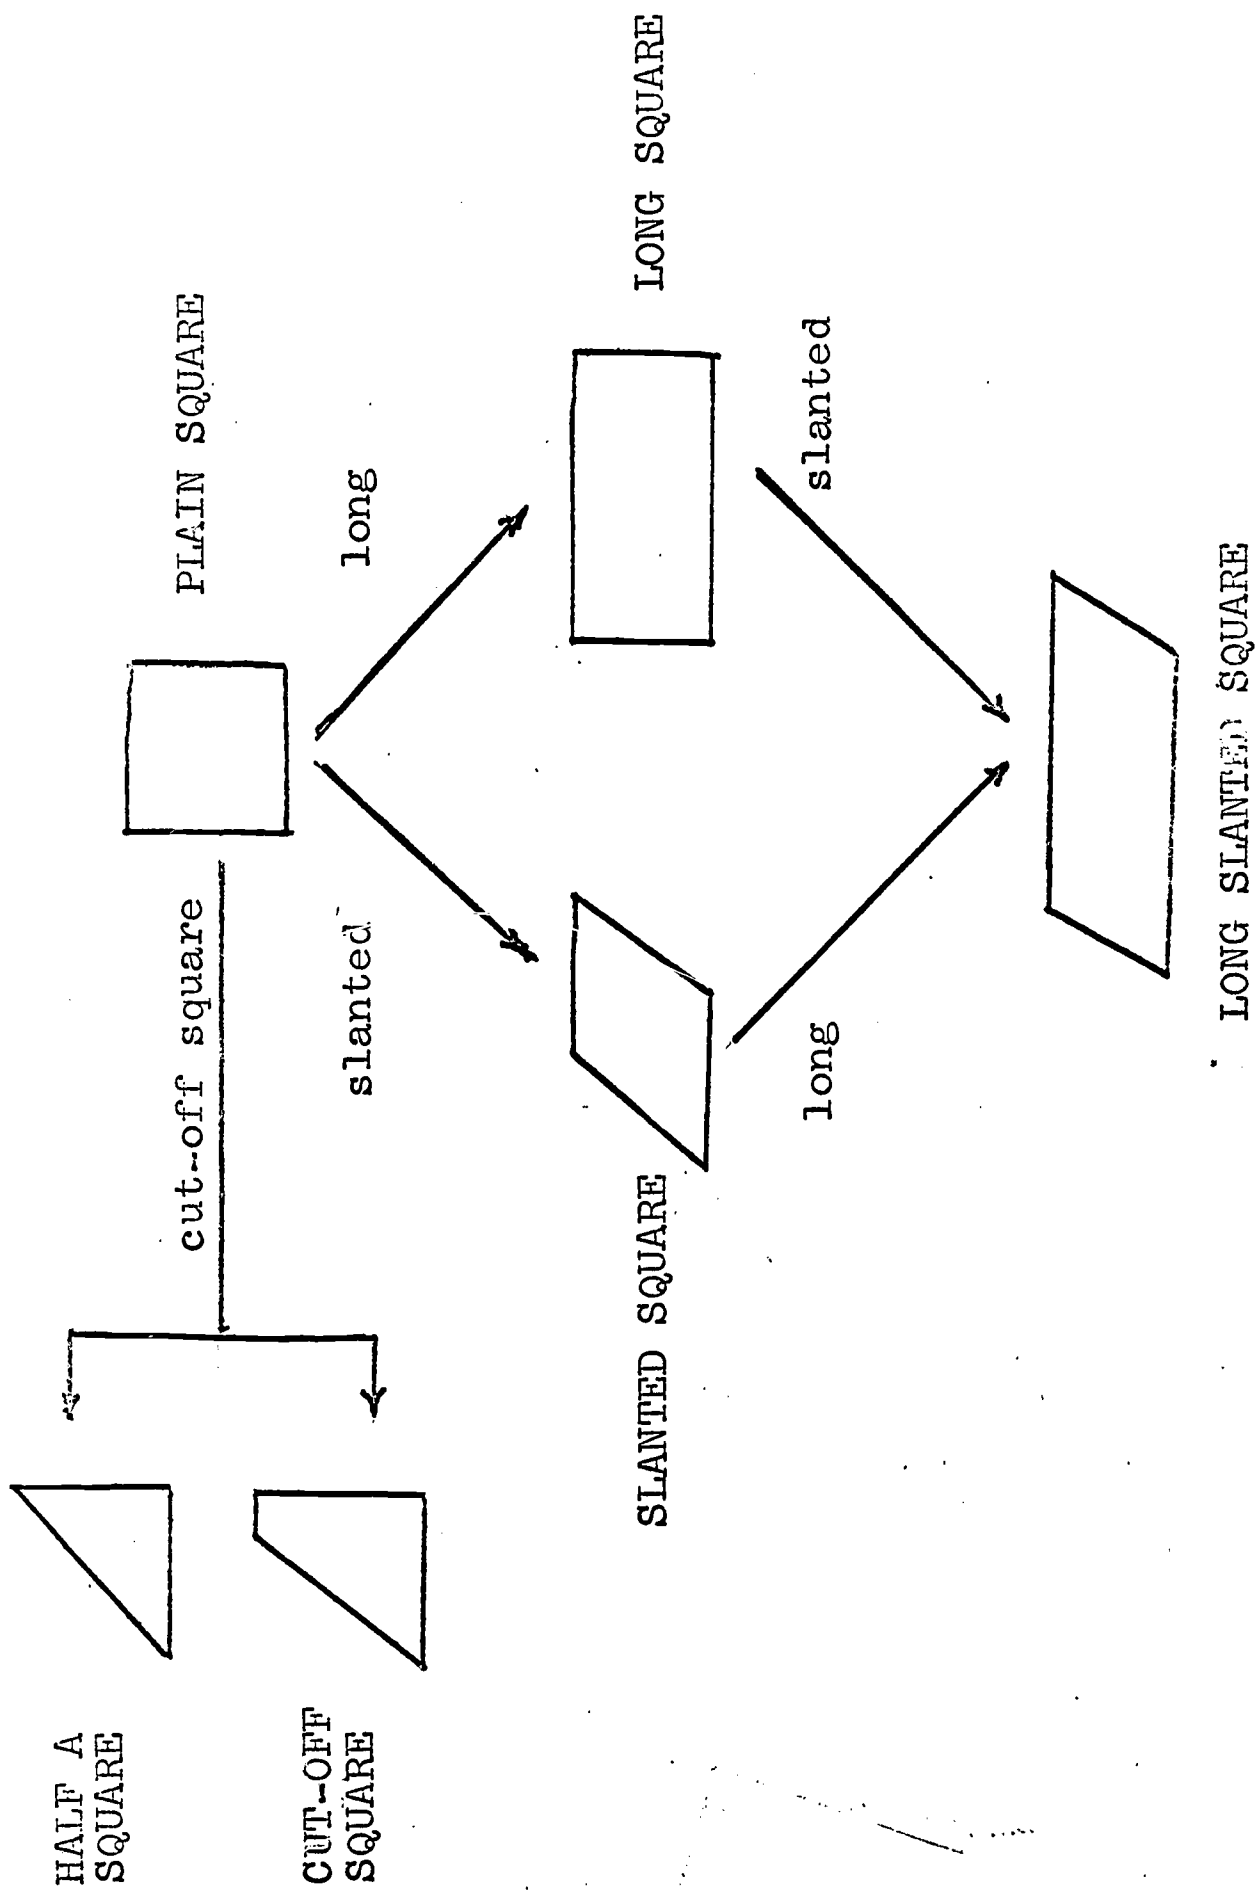 PLAIN SQUARE
cut-off square
HALF A
SQUARE
CUT-OFF
SQUARE
slanted
long
SLANTED SQUARE
LONG SQUARE
long
slanted
LONG SLANTED SQUARE